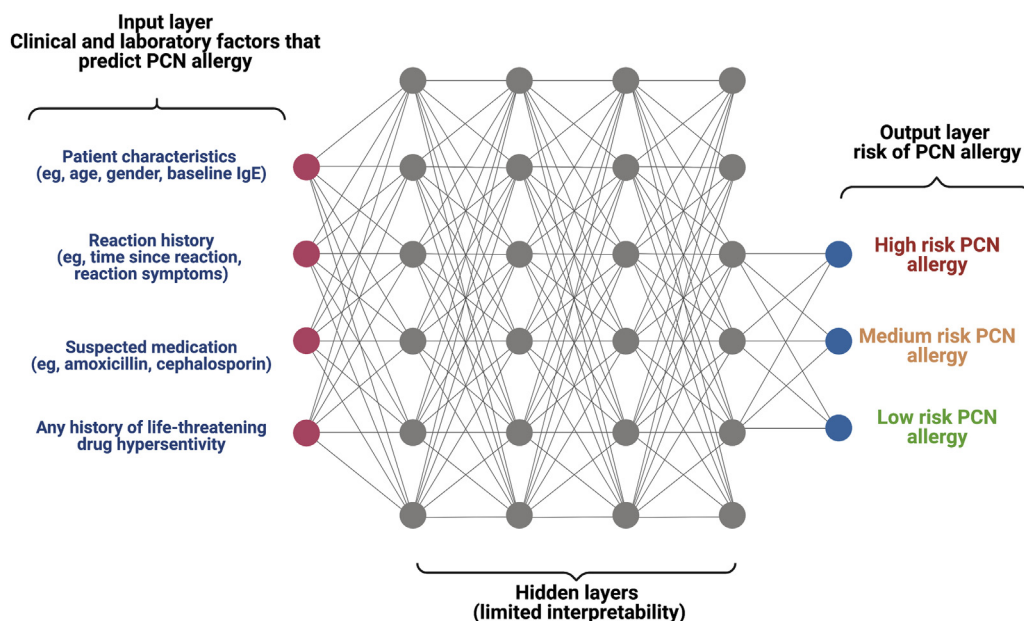 Input layer
Clinical and laboratory factors that
predict PCN allergy
Patient characteristics
(eg, age, gender, baseline IgE)
Reaction history
(eg, time since reaction,
reaction symptoms)
Suspected medication
(eg, amoxicillin, cephalosporin)
Any history of life-threatening
drug hypersentivity
Hidden layers
(limited interpretability)
Output layer
risk of PCN allergy
High risk PCN
allergy
Medium risk PCN
allergy
Low risk PCN
allergy